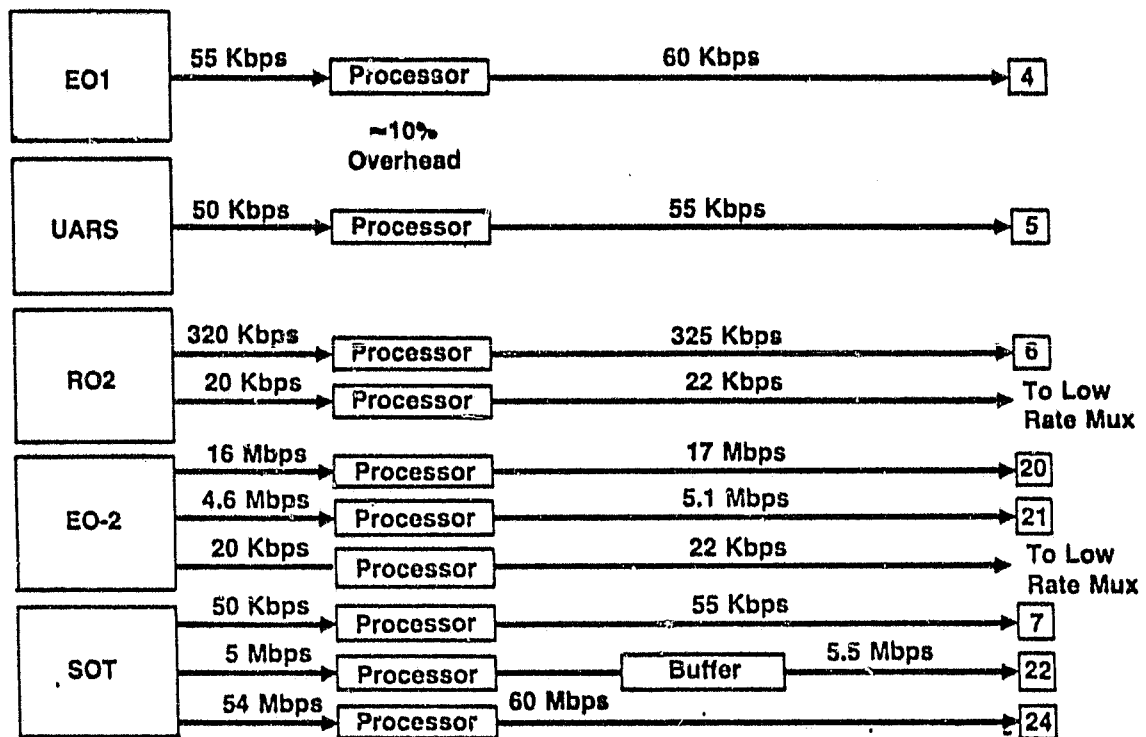 EO1
55 Kbps
Processor
60 Kbps
4
≈10%
Overhead
UARS
50 Kbps
Processor
55 Kbps
5
RO2
320 Kbps
Processor
325 Kbps
6
20 Kbps
Processor
22 Kbps
To Low
Rate Mux
EO-2
16 Mbps
Processor
17 Mbps
20
4.6 Mbps
Processor
5.1 Mbps
21
20 Kbps
Processor
22 Kbps
To Low
Rate Mux
SOT
50 Kbps
Processor
55 Kbps
7
5 Mbps
Processor
Buffer
5.5 Mbps
22
54 Mbps
Processor
60 Mbps
24